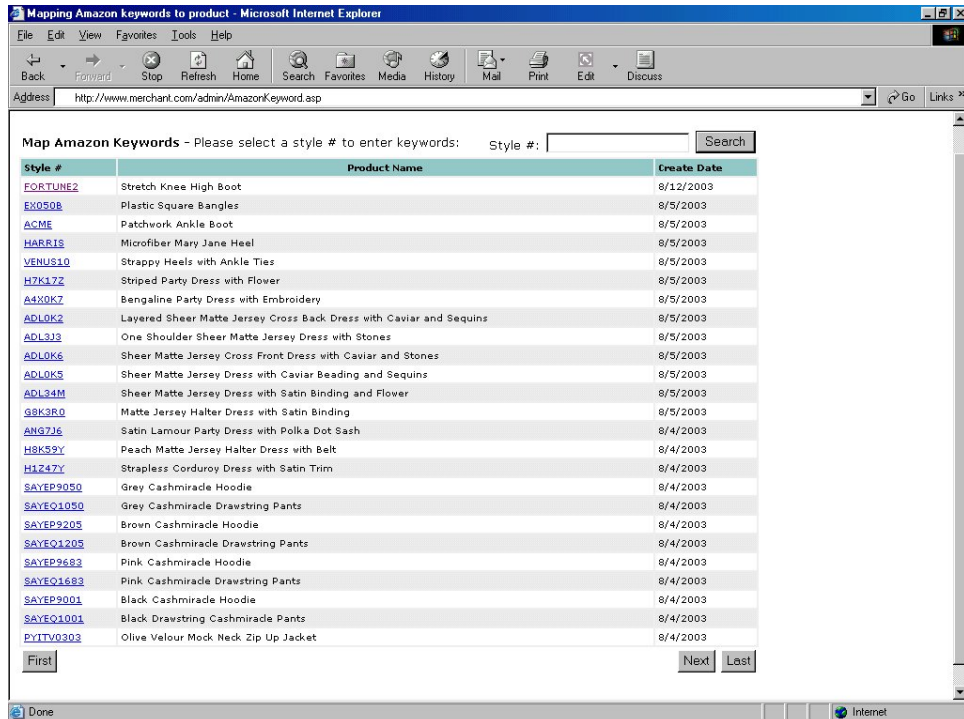 Mapping Amazon keywords to product - Microsoft Internet Explorer
File Edit View Favorites Tools Help
Back Forward Stop Refresh Home Search Favorites Media History Mail Print Edit Discuss
Address http://www.merchant.com/admin/AmazonKeyword.asp Go Links »
Map Amazon Keywords - Please select a style # to enter keywords: Style #: Search
Style # Product Name Create Date
FORTUNE2 Stretch Knee High Boot 8/12/2003
EX050B Plastic Square Bangles 8/5/2003
ACME Patchwork Ankle Boot 8/5/2003
HARRIS Microfiber Mary Jane Heel 8/5/2003
VENUS10 Strappy Heels with Ankle Ties 8/5/2003
H7K17Z Striped Party Dress with Flower 8/5/2003
A4X0K7 Bengaline Party Dress with Embroidery 8/5/2003
ADL0K2 Layered Sheer Matte Jersey Cross Back Dress with Caviar and Sequins 8/5/2003
ADL3J3 One Shoulder Sheer Matte Jersey Dress with Stones 8/5/2003
ADL0K6 Sheer Matte Jersey Cross Front Dress with Caviar and Stones 8/5/2003
ADL0K5 Sheer Matte Jersey Dress with Caviar Beading and Sequins 8/5/2003
ADL34M Sheer Matte Jersey Dress with Satin Binding and Flower 8/5/2003
G8K3R0 Matte Jersey Halter Dress with Satin Binding 8/5/2003
ANG7J6 Satin Lamour Party Dress with Polka Dot Sash 8/4/2003
H8K59Y Peach Matte Jersey Halter Dress with Belt 8/4/2003
H1Z47Y Strapless Corduroy Dress with Satin Trim 8/4/2003
SAYEP9050 Grey Cashmiracle Hoodie 8/4/2003
SAYEQ1050 Grey Cashmiracle Drawstring Pants 8/4/2003
SAYEP9205 Brown Cashmiracle Hoodie 8/4/2003
SAYEQ1205 Brown Cashmiracle Drawstring Pants 8/4/2003
SAYEP9683 Pink Cashmiracle Hoodie 8/4/2003
SAYEQ1683 Pink Cashmiracle Drawstring Pants 8/4/2003
SAYEP9001 Black Cashmiracle Hoodie 8/4/2003
SAYEQ1001 Black Drawstring Cashmiracle Pants 8/4/2003
PYITV0303 Olive Velour Mock Neck Zip Up Jacket 8/4/2003
First Next Last
Done Internet